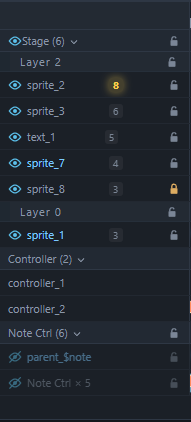 Stage (6)
Layer 2
sprite_2 8
sprite_3 6
text_1 5
sprite_7 4
sprite_8 3
Layer 0
sprite_1 3
Controller (2)
controller_1
controller_2
Note Ctrl (6)
parent_$note
Note Ctrl × 5